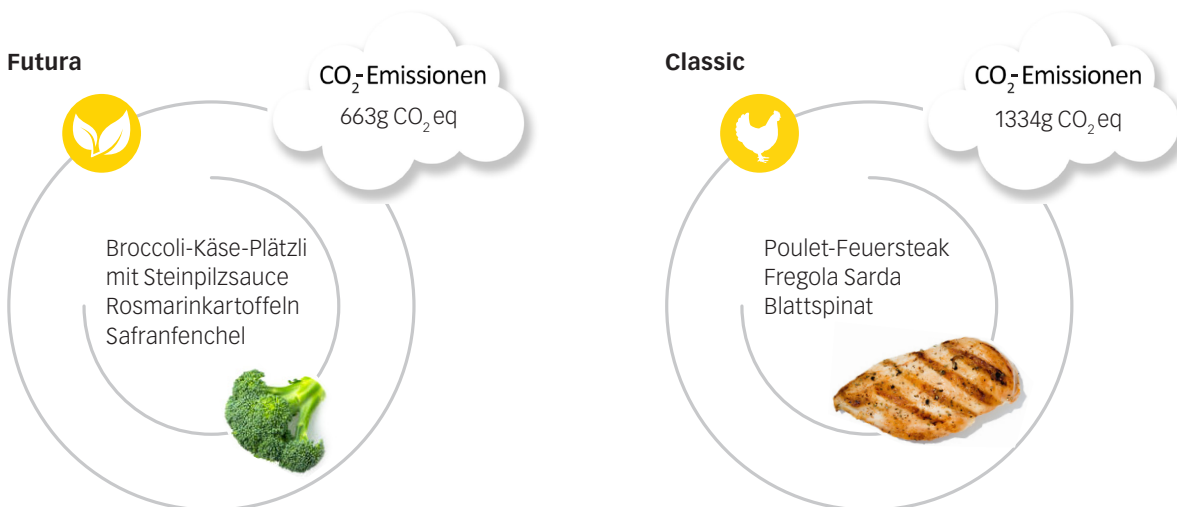 Futura
CO₂-Emissionen
663g CO₂ eq
Broccoli-Käse-Plätzli
mit Steinpilzsauce
Rosmarinkartoffeln
Safranfenchel
Classic
CO₂-Emissionen
1334g CO₂ eq
Poulet-Feuersteak
Fregola Sarda
Blattspinat